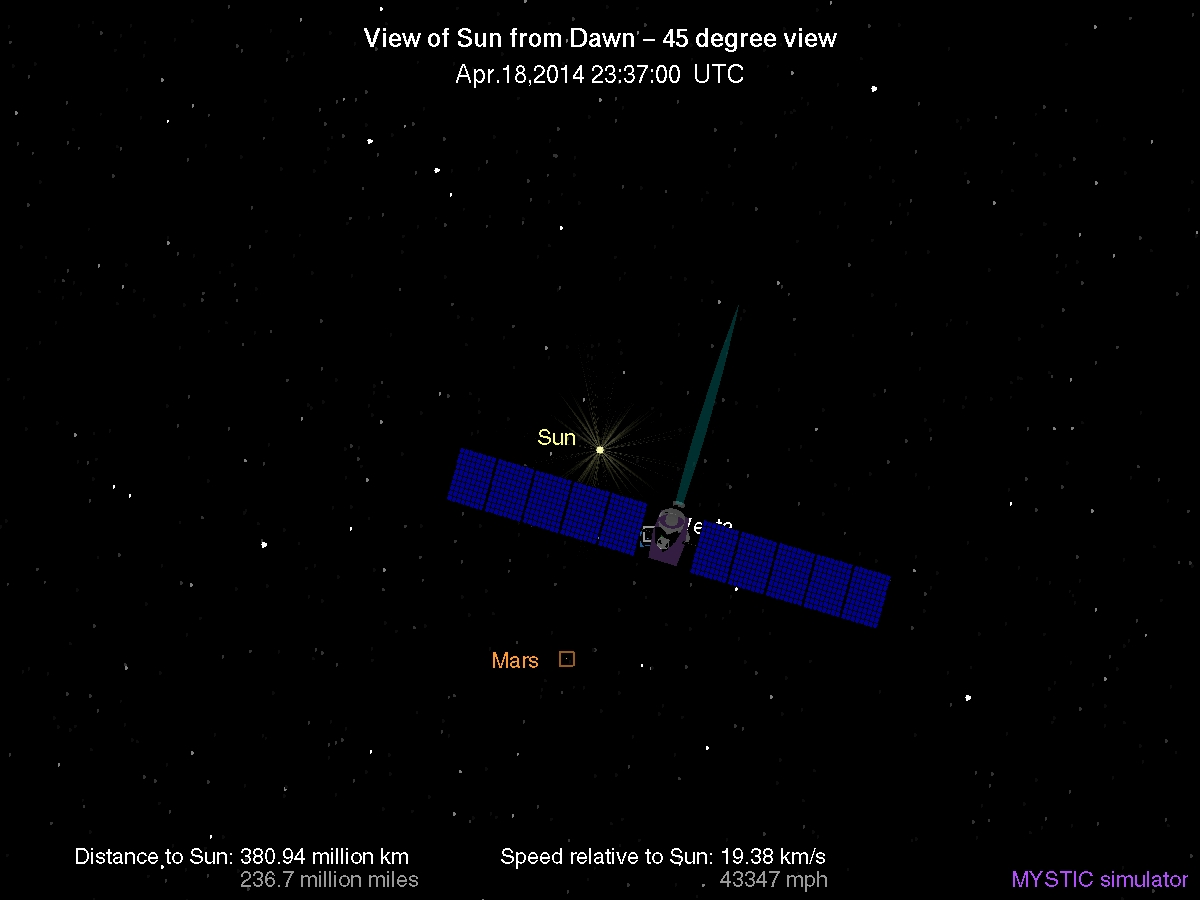 View of Sun from Dawn – 45 degree view
Apr.18,2014 23:37:00 UTC
Sun
Mars
Distance to Sun: 380.94 million km
236.7 million miles
Speed relative to Sun: 19.38 km/s
43347 mph
MYSTIC simulator